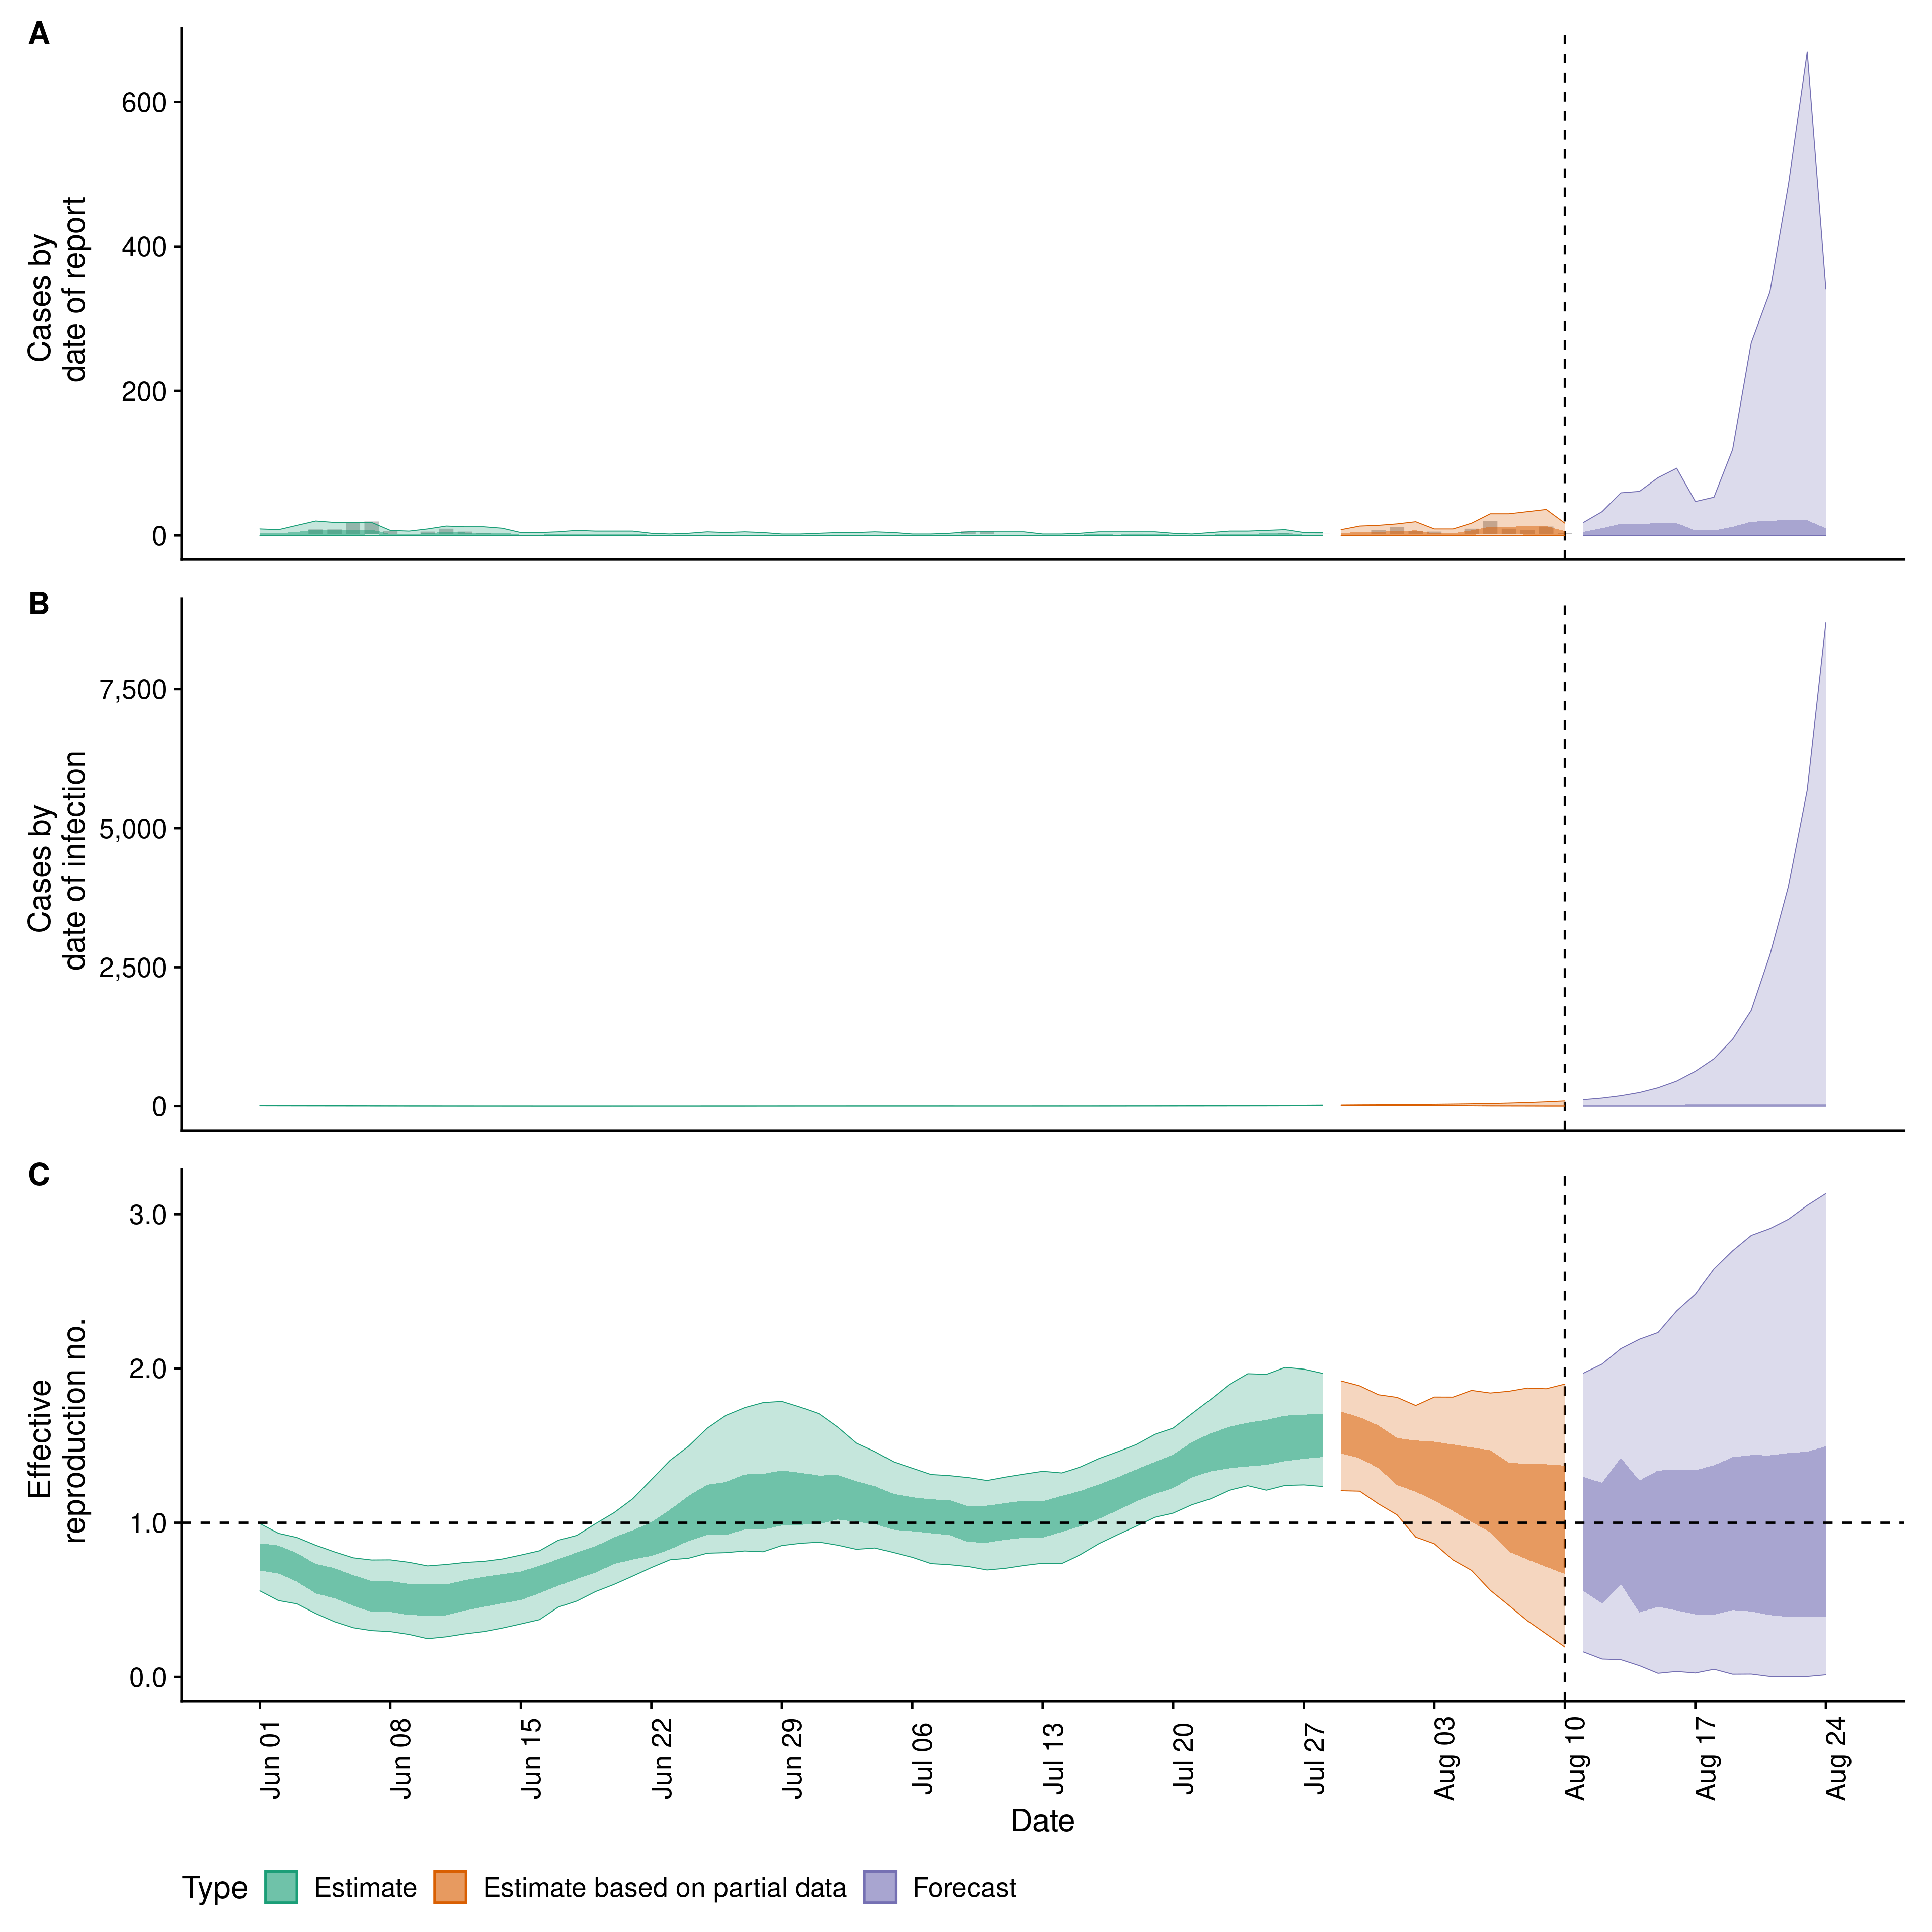 A
Cases by
date of report
600
400
200
0
B
Cases by
date of infection
7,500
5,000
2,500
0
C
Effective
reproduction no.
3.0
2.0
1.0
0.0
Jun 01
Jun 08
Jun 15
Jun 22
Jun 29
Jul 06
Jul 13
Jul 20
Jul 27
Aug 03
Aug 10
Aug 17
Aug 24
Date
Type Estimate Estimate based on partial data Forecast